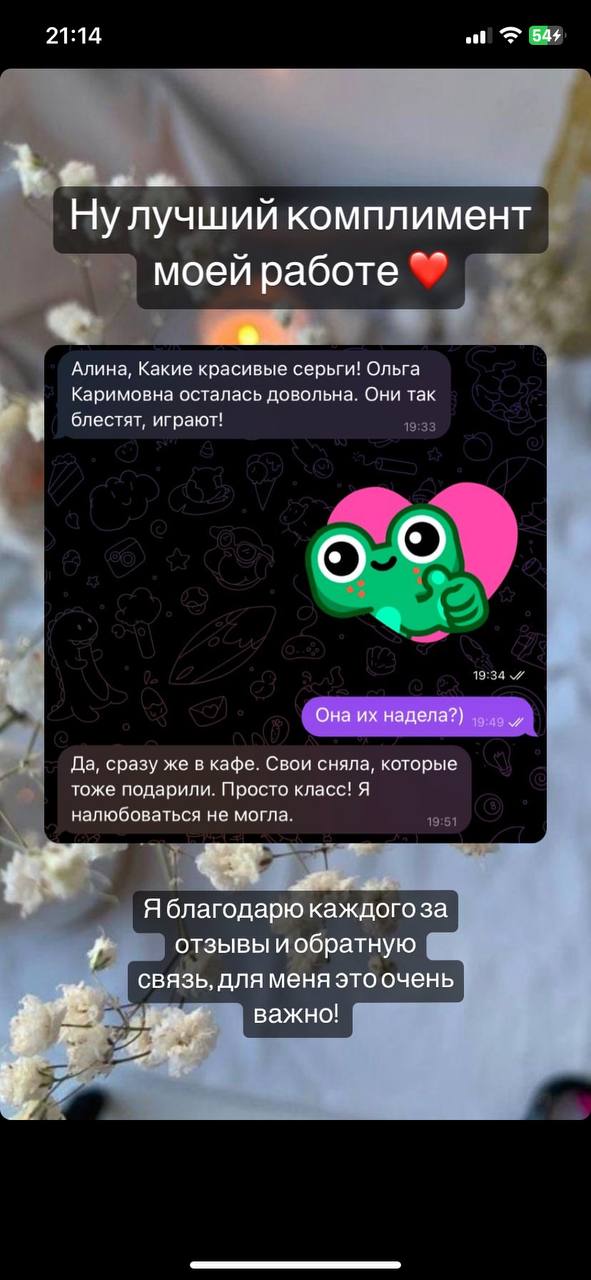 21:14
54
Ну лучший комплимент
моей работе ❤️
Алина, Какие красивые серьги! Ольга
Каримовна осталась довольна. Они так
блестят, играют!
19:33
19:34
Она их надела?) 19:49
Да, сразу же в кафе. Свои сняла, которые
тоже подарили. Просто класс! Я
налюбоваться не могла.
19:51
Я благодарю каждого за
отзывы и обратную
связь, для меня это очень
важно!